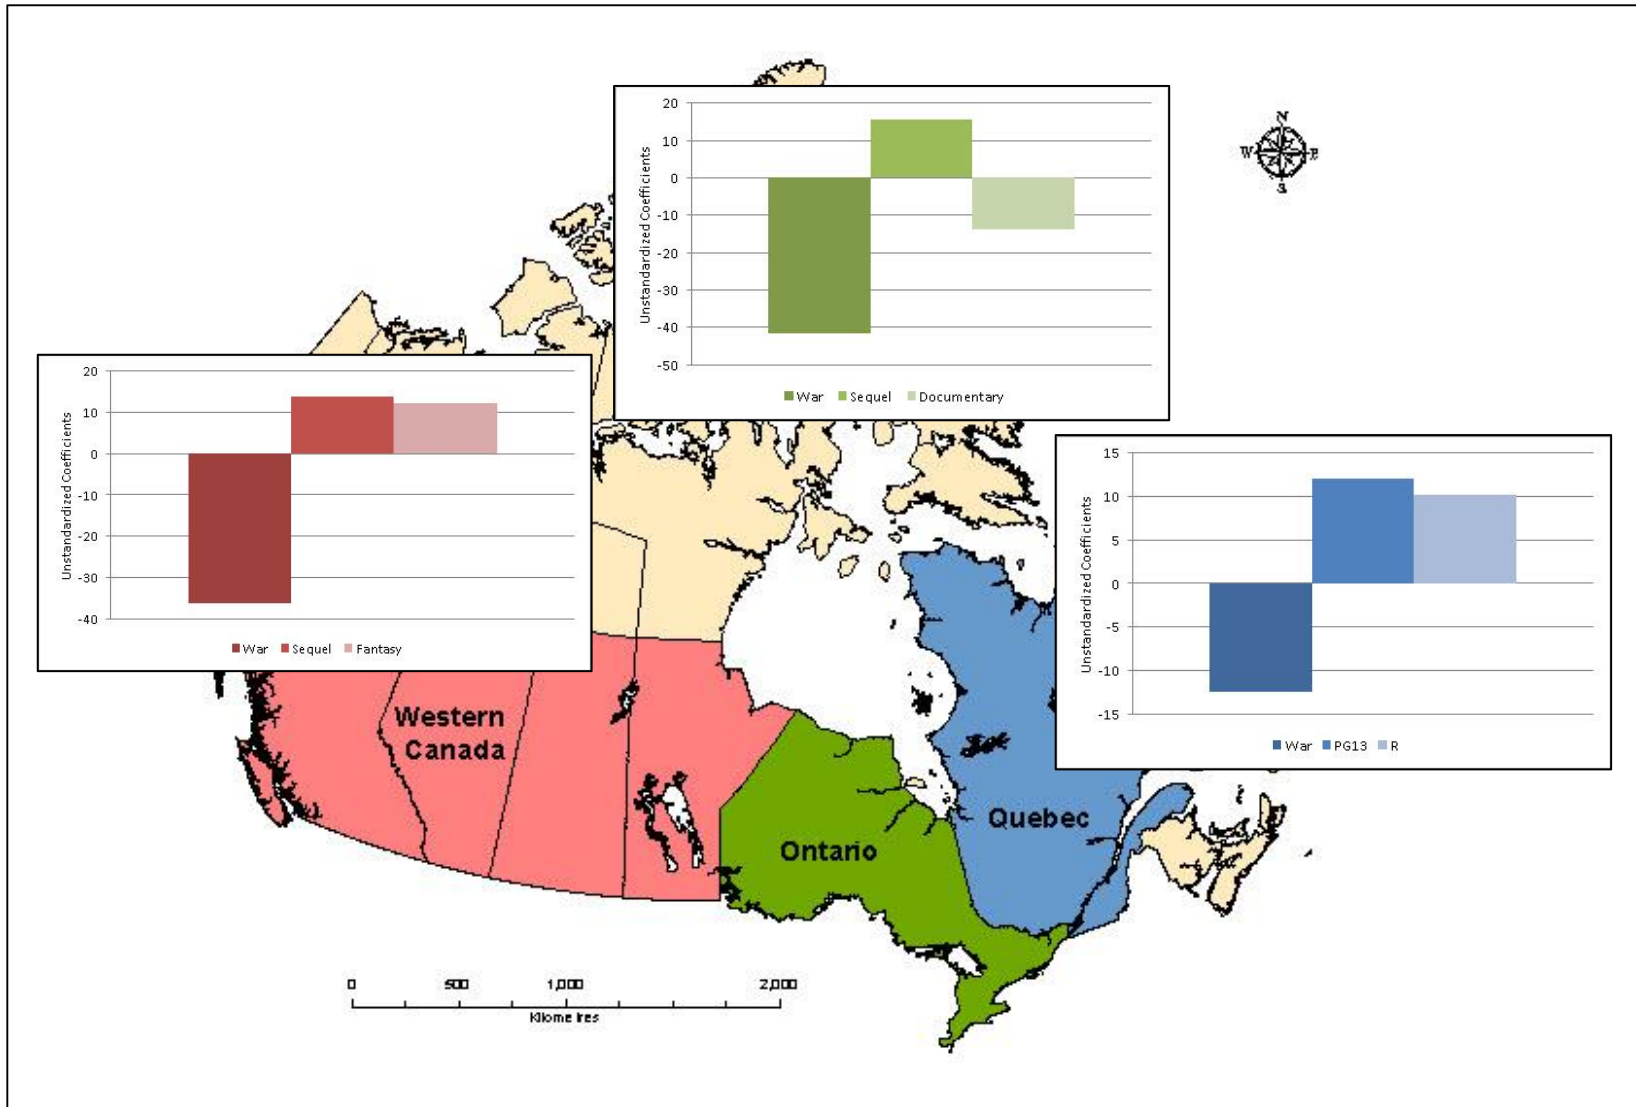 20
10
0
-10
-20
-30
-40
-50
Unstandardized Coefficients
War Sequel Documentary
N
W E
S
20
10
0
-10
-20
-30
-40
Unstandardized Coefficients
War Sequel Fantasy
15
10
5
0
-5
-10
-15
Unstandardized Coefficients
War PG13 R
Western
Canada
Ontario
Quebec
0 500 1,000 2,000
Kilometres